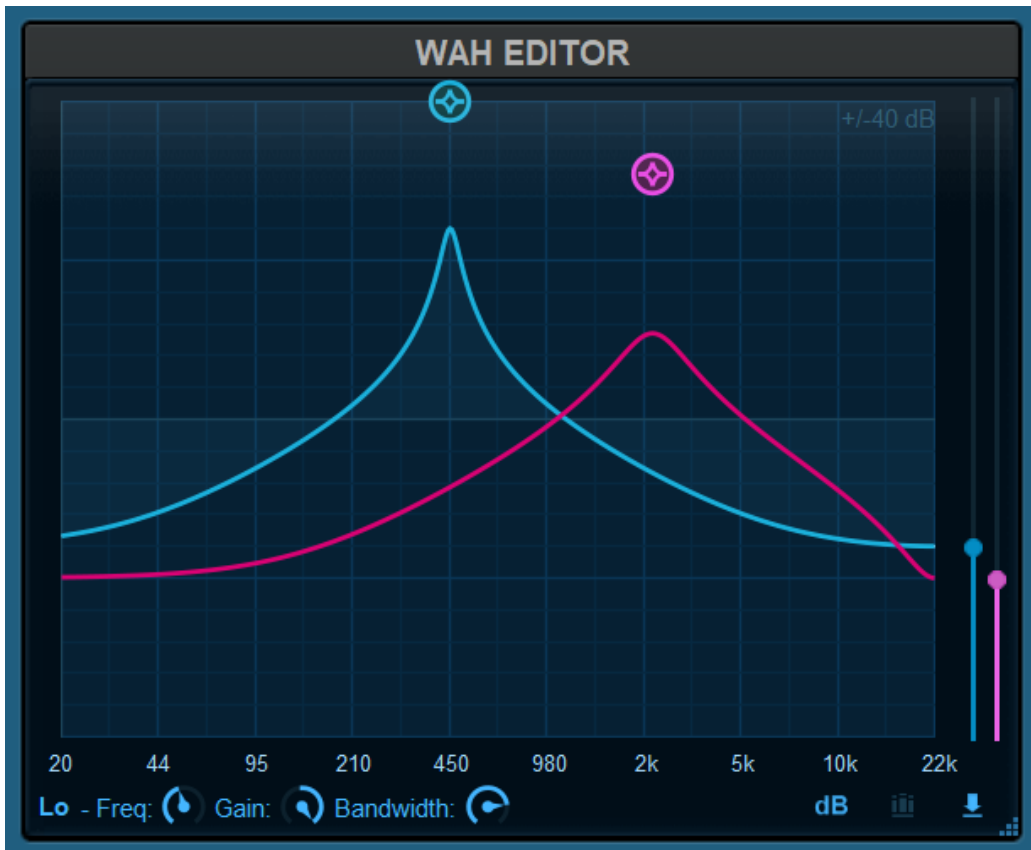 WAH EDITOR
+/-40 dB
20 44 95 210 450 980 2k 5k 10k 22k
Lo - Freq: Gain: Bandwidth: dB